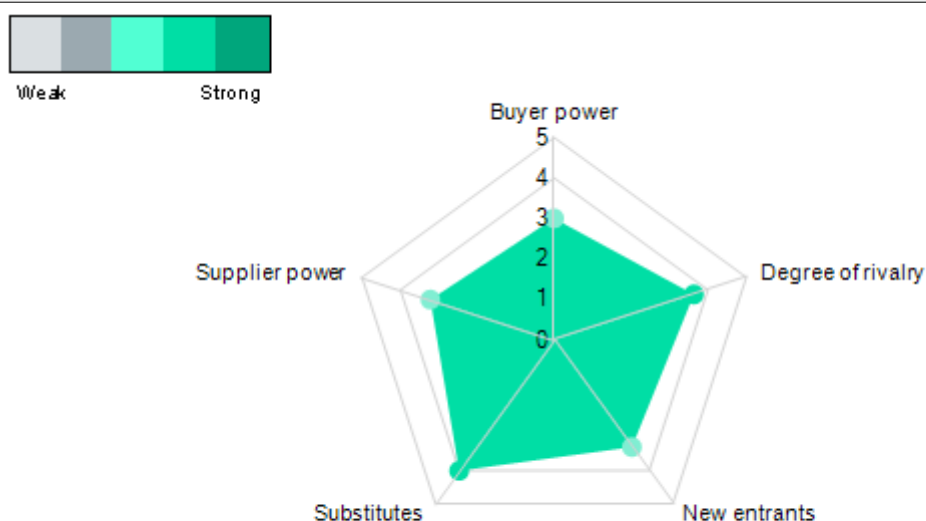 Weak Strong
Buyer power
5
4
3
Supplier power
Degree of rivalry
2
1
0
Substitutes
New entrants